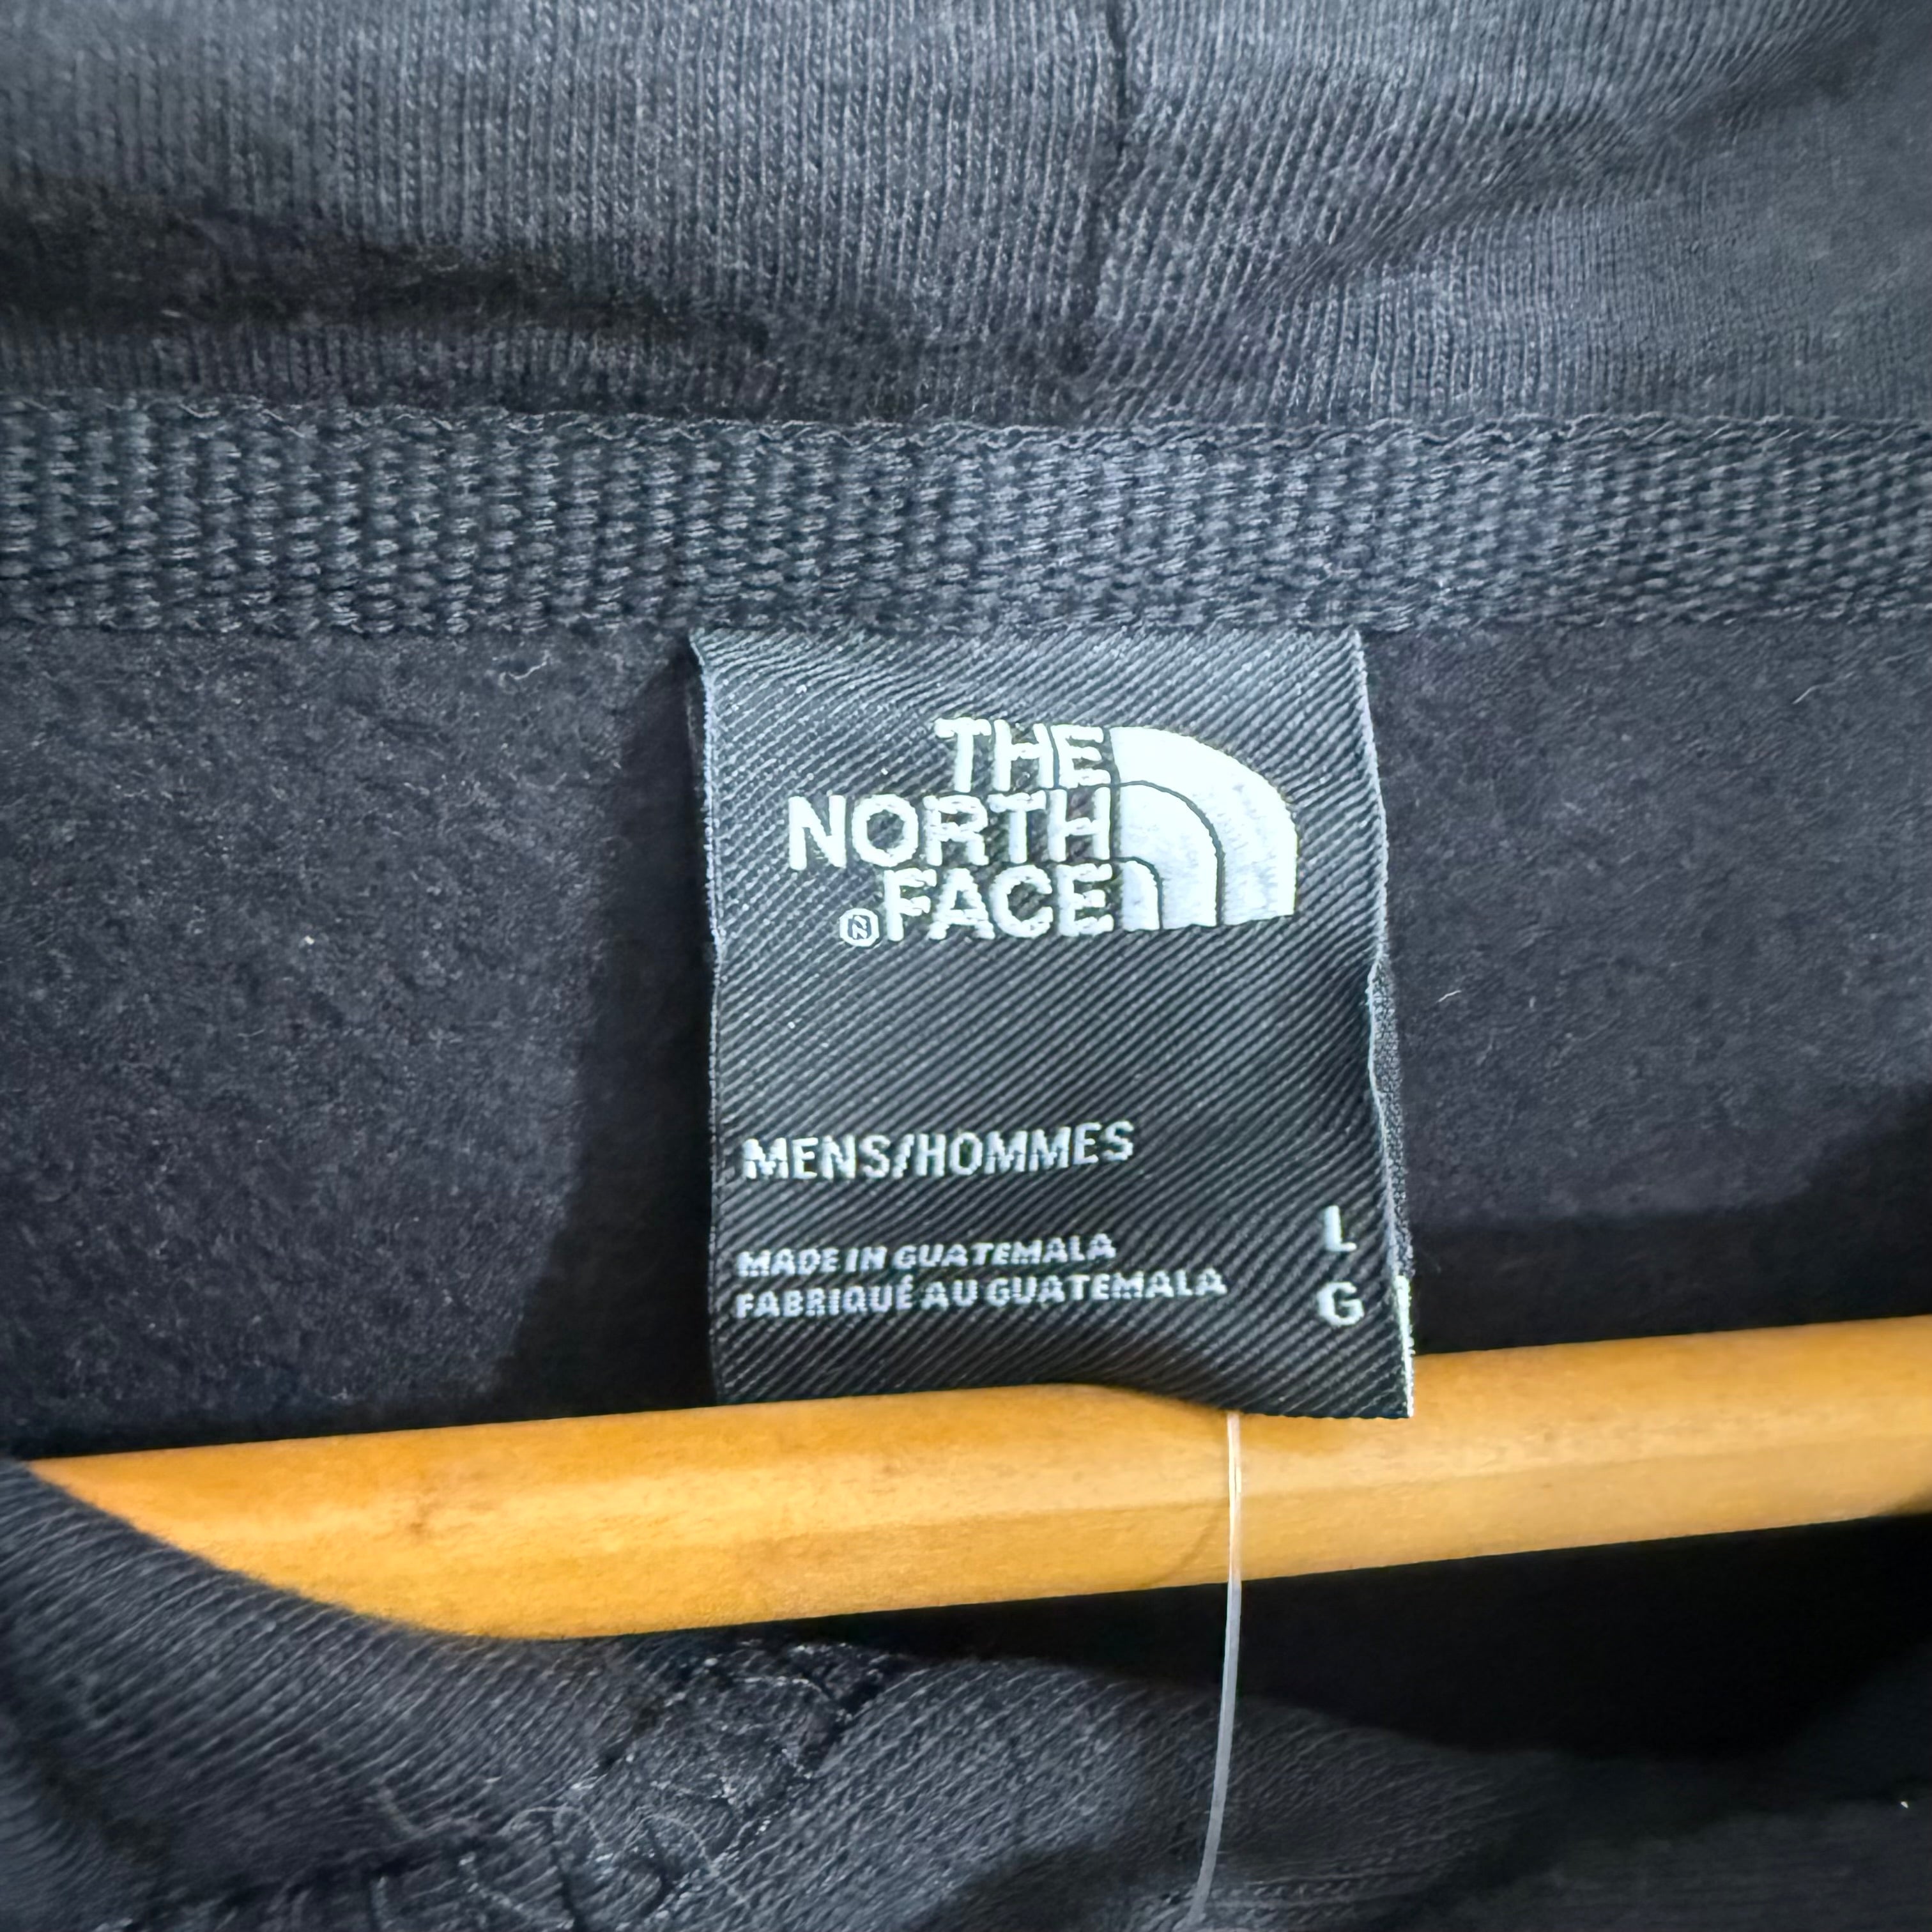 THE
NORTH
® FACE
MENS/HOMMES
L
MADE IN GUATEMALA
FABRIQUÉ AU GUATEMALA
G